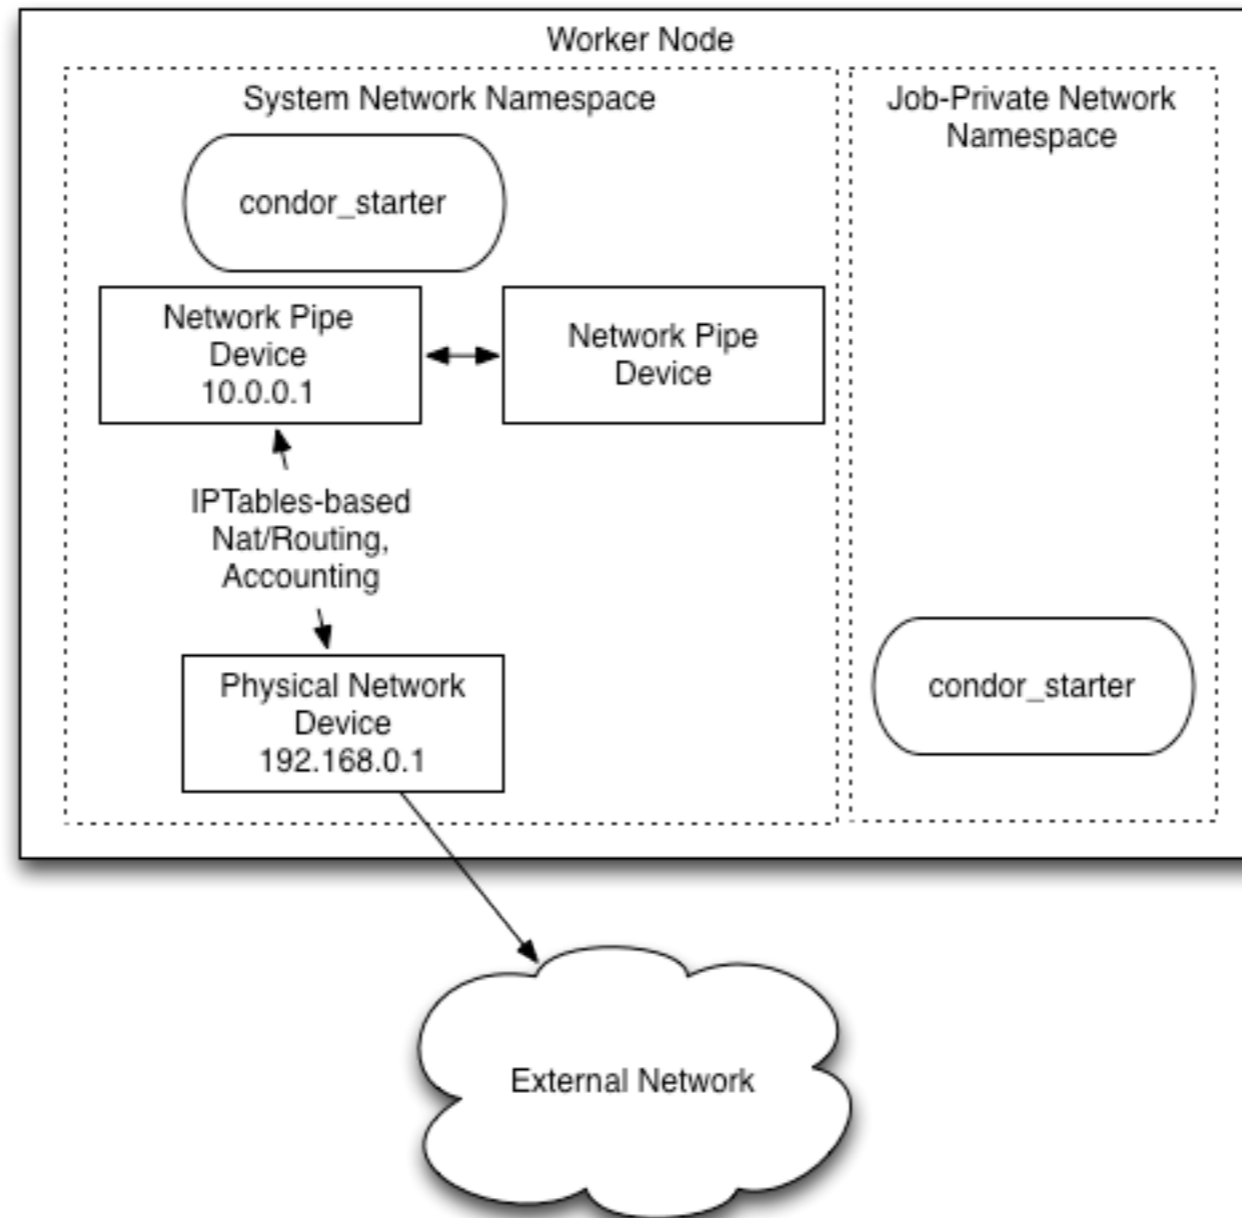 Worker Node
System Network Namespace
Job-Private Network
Namespace
condor_starter
Network Pipe
Device
10.0.0.1
Network Pipe
Device
IPTables-based
Nat/Routing,
Accounting
Physical Network
Device
192.168.0.1
condor_starter
External Network